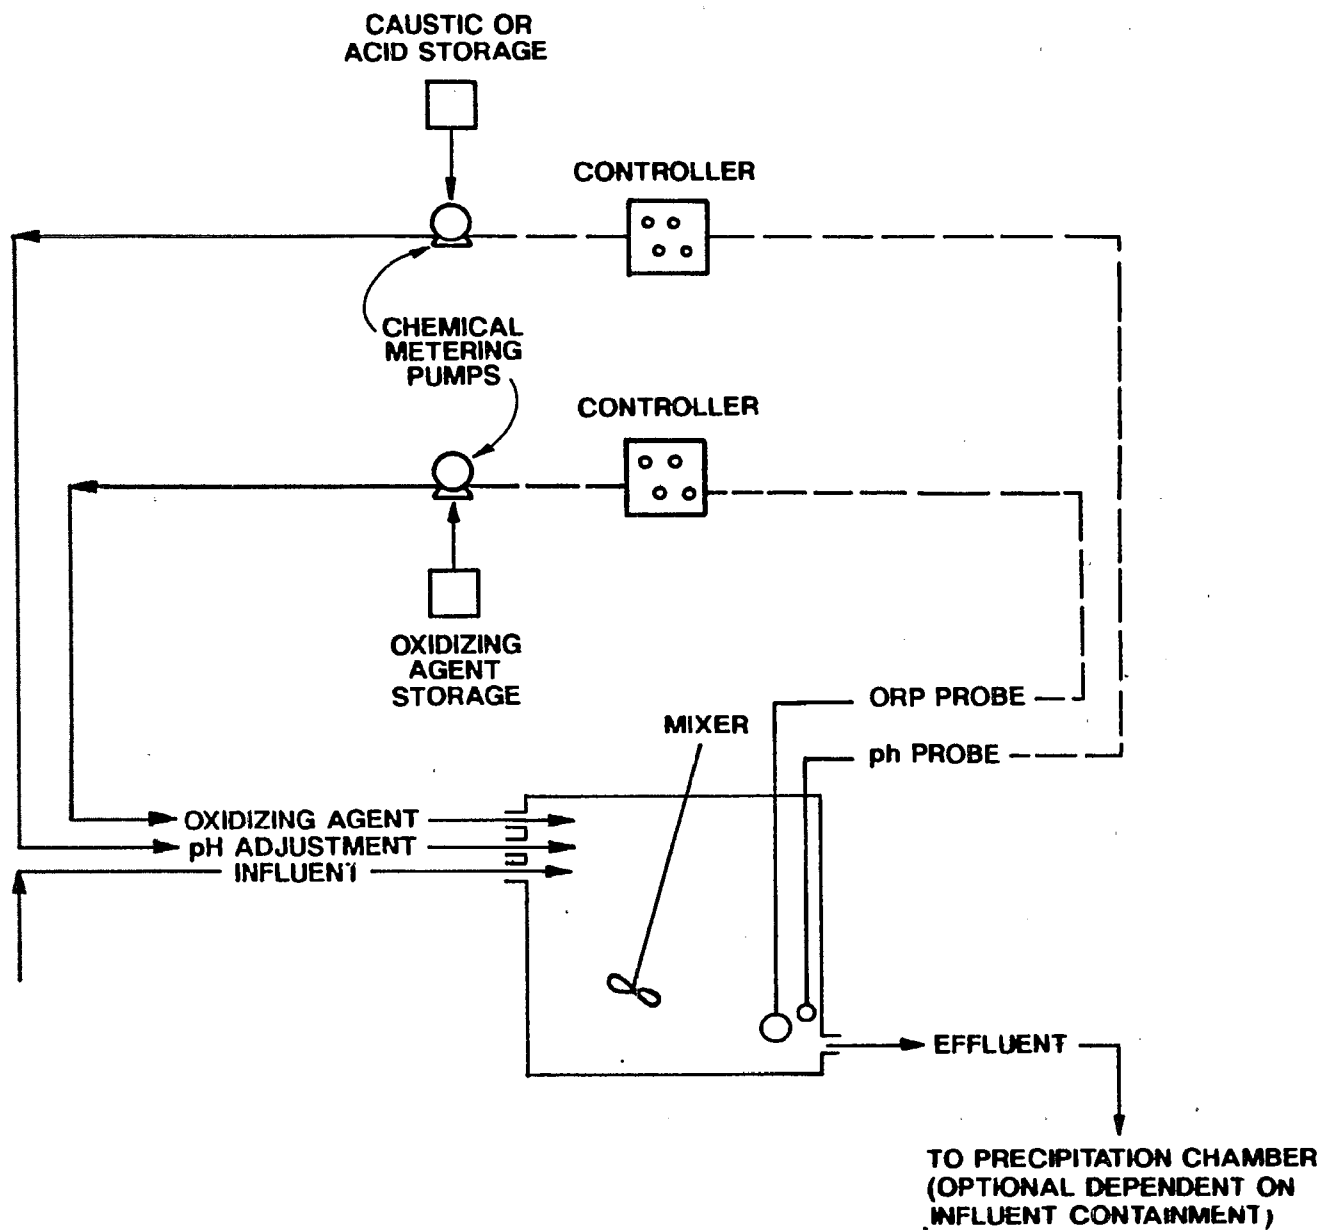 CAUSTIC OR
ACID STORAGE
CONTROLLER
CHEMICAL
METERING
PUMPS
CONTROLLER
OXIDIZING
AGENT
STORAGE
ORP PROBE
MIXER
ph PROBE
OXIDIZING AGENT
pH ADJUSTMENT
INFLUENT
EFFLUENT
TO PRECIPITATION CHAMBER
(OPTIONAL DEPENDENT ON
INFLUENT CONTAINMENT)